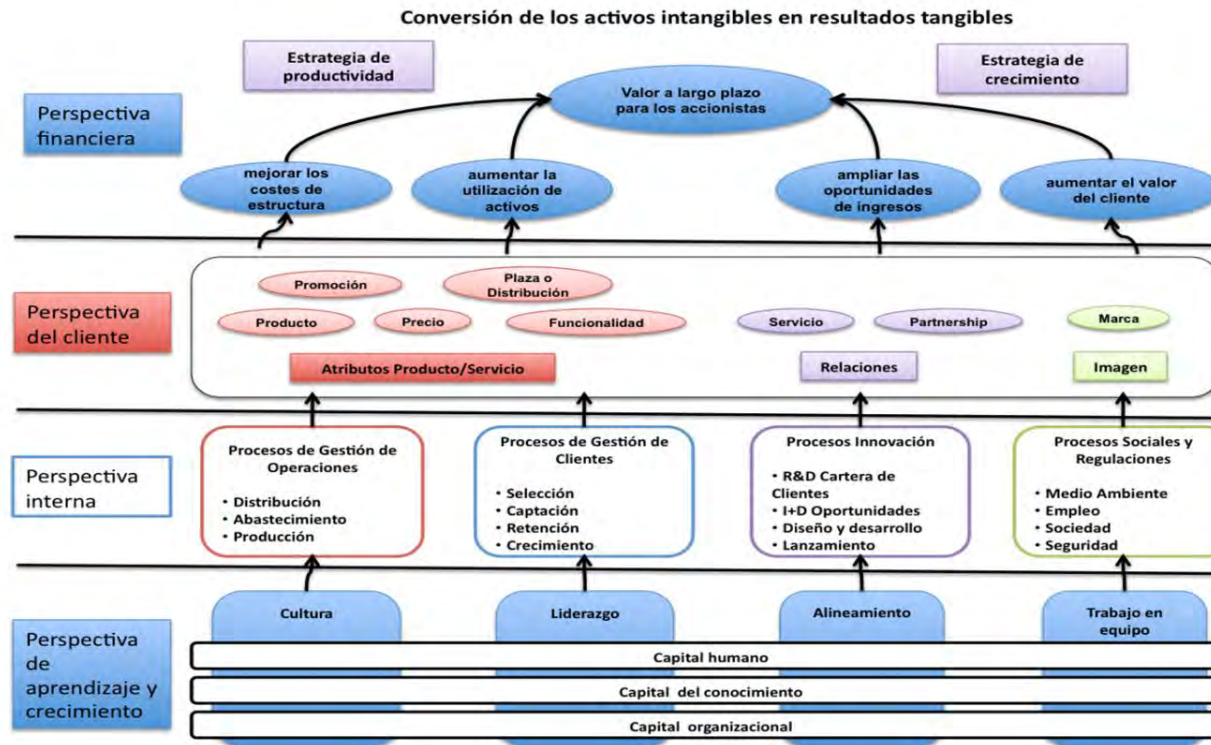 Conversión de los activos intangibles en resultados tangibles
Estrategia de
productividad
Estrategia de
crecimiento
Valor a largo plazo
para los accionistas
Perspectiva
financiera
mejorar los
costes de
estructura
aumentar la
utilización de
activos
ampliar las
oportunidades
de ingresos
aumentar el valor
del cliente
Perspectiva
del cliente
Promoción
Plaza o
Distribución
Producto
Precio
Funcionalidad
Servicio
Partnership
Marca
Atributos Producto/Servicio
Relaciones
Imagen
Perspectiva
interna
Procesos de Gestión de
Operaciones
• Distribución
• Abastecimiento
• Producción
Procesos de Gestión de
Clientes
• Selección
• Captación
• Retención
• Crecimiento
Procesos Innovación
• R&D Cartera de
Clientes
• I+D Oportunidades
• Diseño y desarrollo
• Lanzamiento
Procesos Sociales y
Regulaciones
• Medio Ambiente
• Empleo
• Sociedad
• Seguridad
Perspectiva
de
aprendizaje y
crecimiento
Cultura
Liderazgo
Alineamiento
Trabajo en
equipo
Capital humano
Capital del conocimiento
Capital organizacional